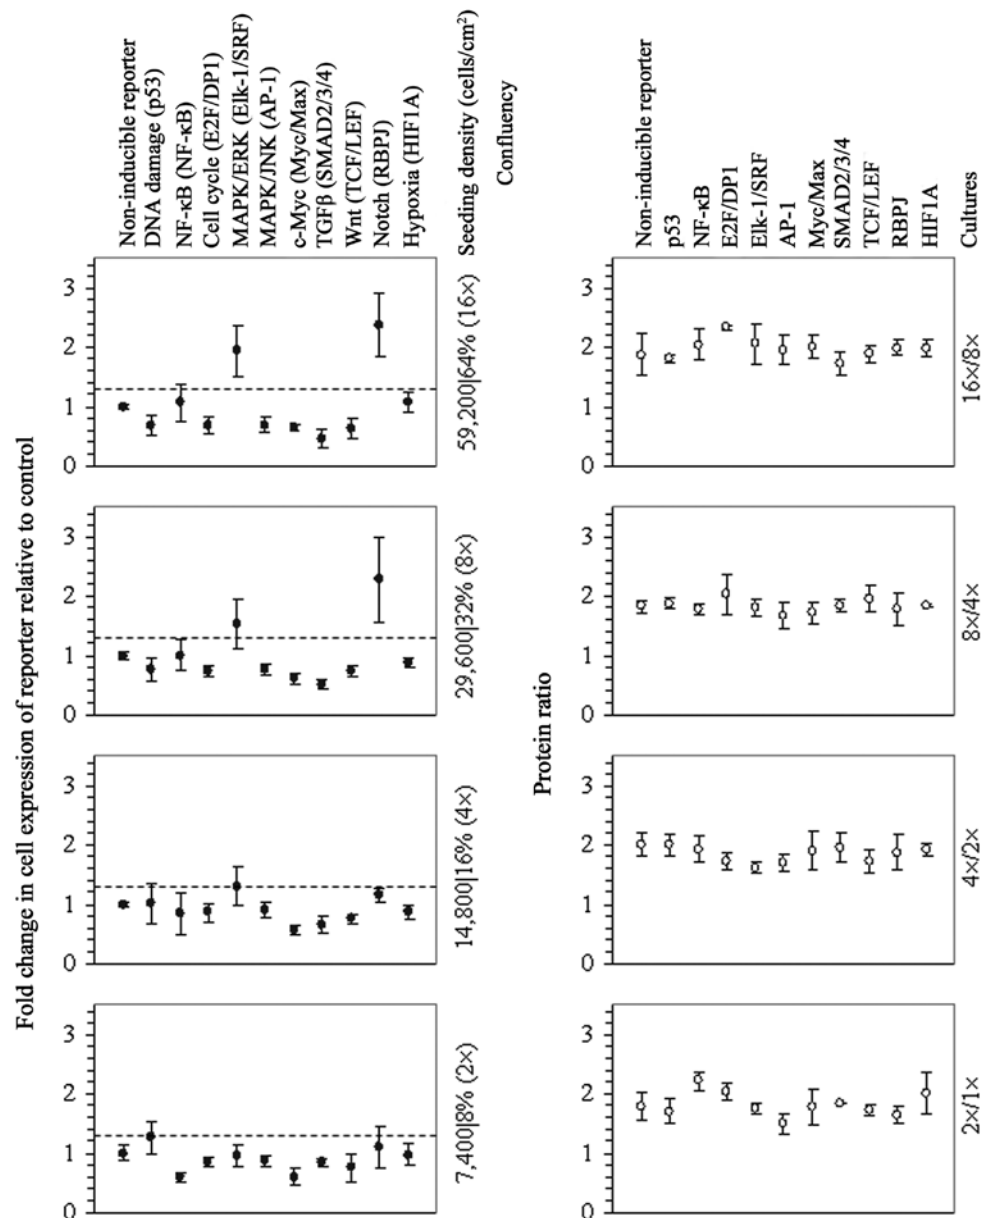 Fold change in cell expression of reporter relative to control
Non-inducible reporter
DNA damage (p53)
NF-κB (NF-κB)
Cell cycle (E2F/DP1)
MAPK/ERK (Elk-1/SRF)
MAPK/JNK (AP-1)
c-Myc (Myc/Max)
TGFβ (SMAD2/3/4)
Wnt (TCF/LEF)
Notch (RBPJ)
Hypoxia (HIF1A)
Seeding density (cells/cm²)
Confluency
3
2
1
0
59,200|64% (16×)
3
2
1
0
29,600|32% (8×)
3
2
1
0
14,800|16% (4×)
3
2
1
0
7,400|8% (2×)
Protein ratio
Non-inducible reporter
p53
NF-κB
E2F/DP1
Elk-1/SRF
AP-1
Myc/Max
SMAD2/3/4
TCF/LEF
RBPJ
HIF1A
Cultures
3
2
1
0
16×/8×
3
2
1
0
8×/4×
3
2
1
0
4×/2×
3
2
1
0
2×/1×